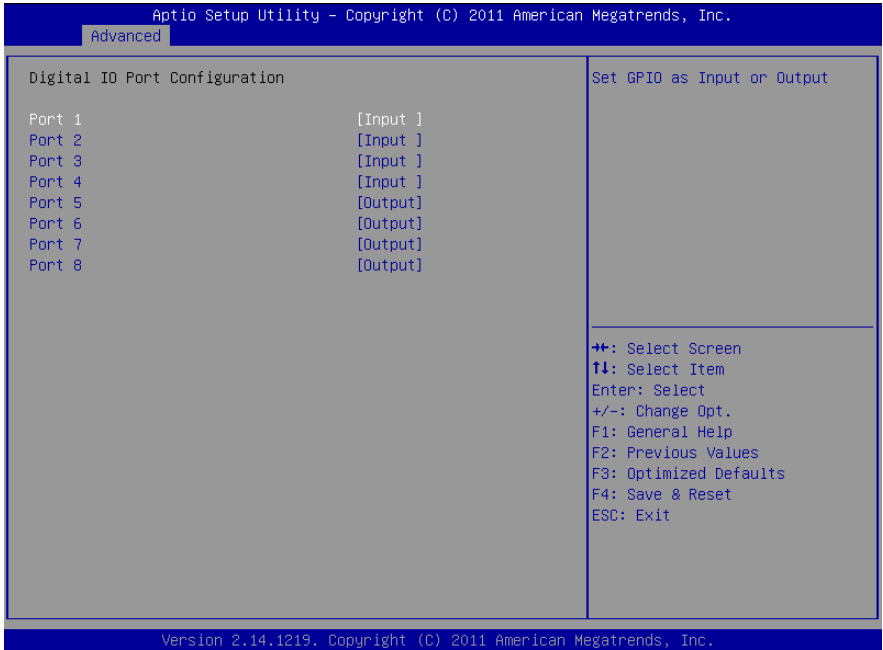 Aptio Setup Utility – Copyright (C) 2011 American Megatrends, Inc.
Advanced
Digital IO Port Configuration
Port 1 [Input ]
Port 2 [Input ]
Port 3 [Input ]
Port 4 [Input ]
Port 5 [Output]
Port 6 [Output]
Port 7 [Output]
Port 8 [Output]
Set GPIO as Input or Output
→←: Select Screen
↑↓: Select Item
Enter: Select
+/-: Change Opt.
F1: General Help
F2: Previous Values
F3: Optimized Defaults
F4: Save & Reset
ESC: Exit
Version 2.14.1219. Copyright (C) 2011 American Megatrends, Inc.